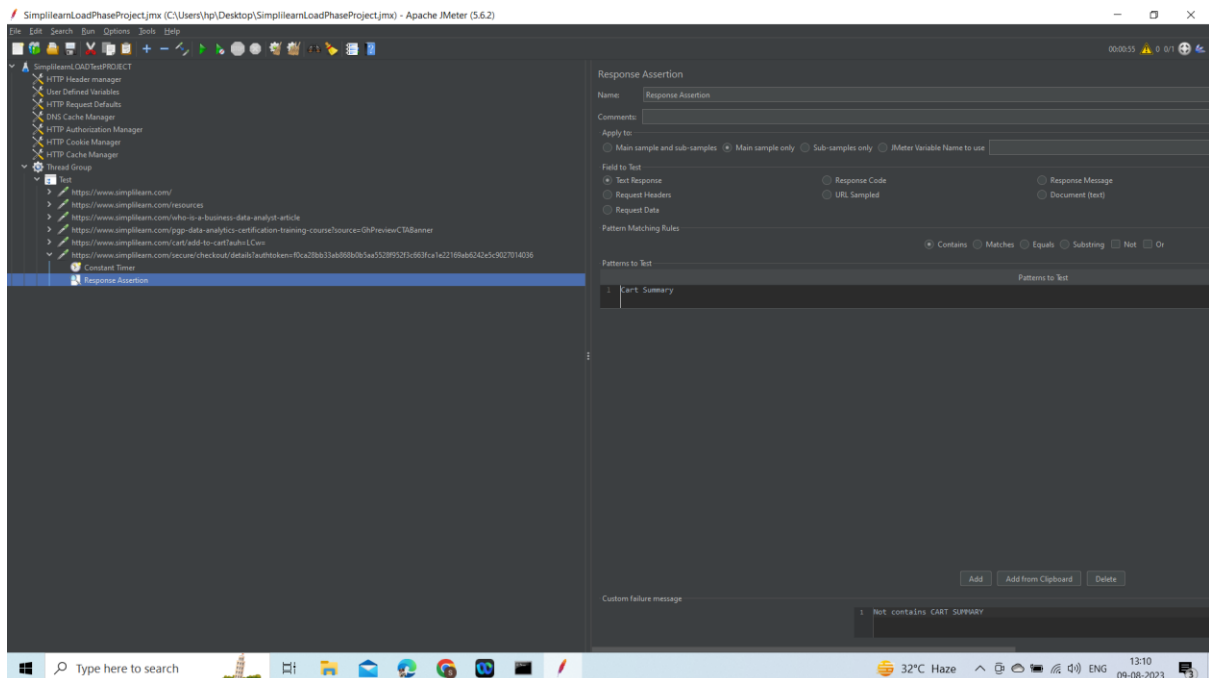 SimplilearnLoadPhaseProject.jmx (C:\Users\hp\Desktop\SimplilearnLoadPhaseProject.jmx) - Apache JMeter (5.6.2)
File Edit Search Run Options Tools Help
00:00:55 0 0/1
SimplilearnLOADTestPROJECT
HTTP Header manager
User Defined Variables
HTTP Request Defaults
DNS Cache Manager
HTTP Authorization Manager
HTTP Cookie Manager
HTTP Cache Manager
Thread Group
Test
https://www.simplilearn.com/
https://www.simplilearn.com/resources
https://www.simplilearn.com/who-is-a-business-data-analyst-article
https://www.simplilearn.com/pgp-data-analytics-certification-training-course?source=GhPreviewCTABanner
https://www.simplilearn.com/cart/add-to-cart?auh=LCw=
https://www.simplilearn.com/secure/checkout/details?authtoken=f0ca28bb33ab868b0b5aa5528f952f3c663fca1e22169ab6242e5c9027014036
Constant Timer
Response Assertion
Response Assertion
Name: Response Assertion
Comments:
Apply to:
Main sample and sub-samples Main sample only Sub-samples only JMeter Variable Name to use
Field to Test
Text Response Response Code Response Message
Request Headers URL Sampled Document (text)
Request Data
Pattern Matching Rules
Contains Matches Equals Substring Not Or
Patterns to Test
Patterns to Test
1 Cart Summary
Add Add from Clipboard Delete
Custom failure message
1 Not contains CART SUMMARY
Type here to search
32°C Haze ENG 13:10
09-08-2023
3